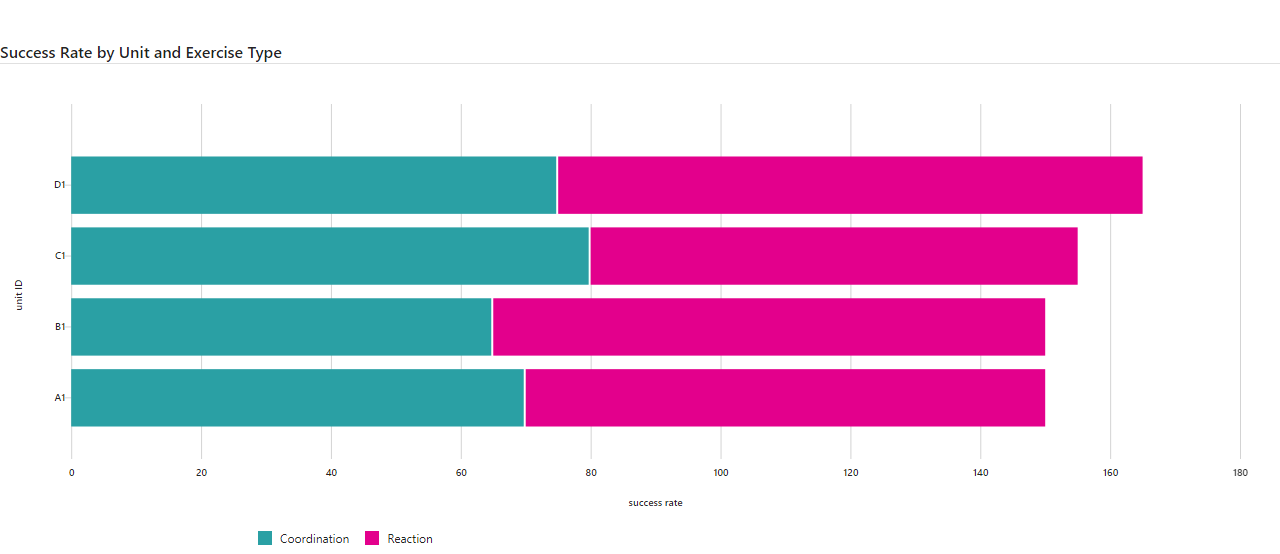 Success Rate by Unit and Exercise Type
D1
C1
unit ID
B1
A1
0 20 40 60 80 100 120 140 160 180
success rate
Coordination Reaction